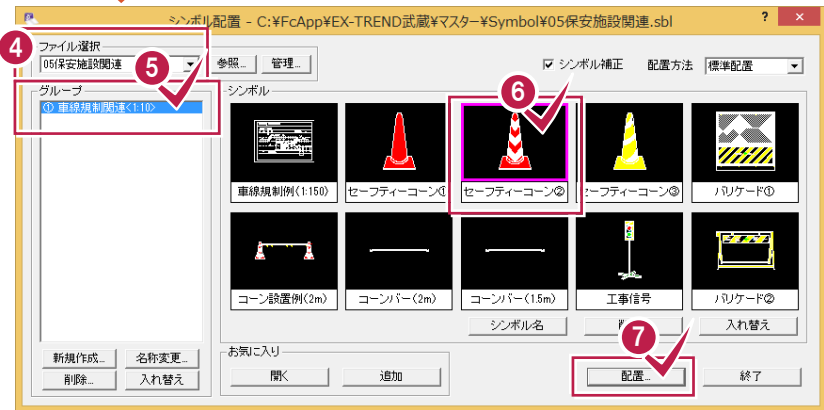 シンボル配置 - C:¥FcApp¥EX-TREND武蔵¥マスター¥Symbol¥05保安施設関連.sbl
? ×
4
ファイル選択
05保安施設関連
参照...
管理...
シンボル補正
配置方法
標準配置
5
グループ
① 車線規制関連<1:10>
シンボル
6
車線規制例(1:150)
セーフティーコーン①
セーフティーコーン②
セーフティーコーン③
バリケード①
コーン設置例(2m)
コーンバー(2m)
コーンバー(1.5m)
工事信号
バリケード②
シンボル名
入れ替え
新規作成...
名称変更...
削除...
入れ替え
お気に入り
開く
追加
7
配置...
終了